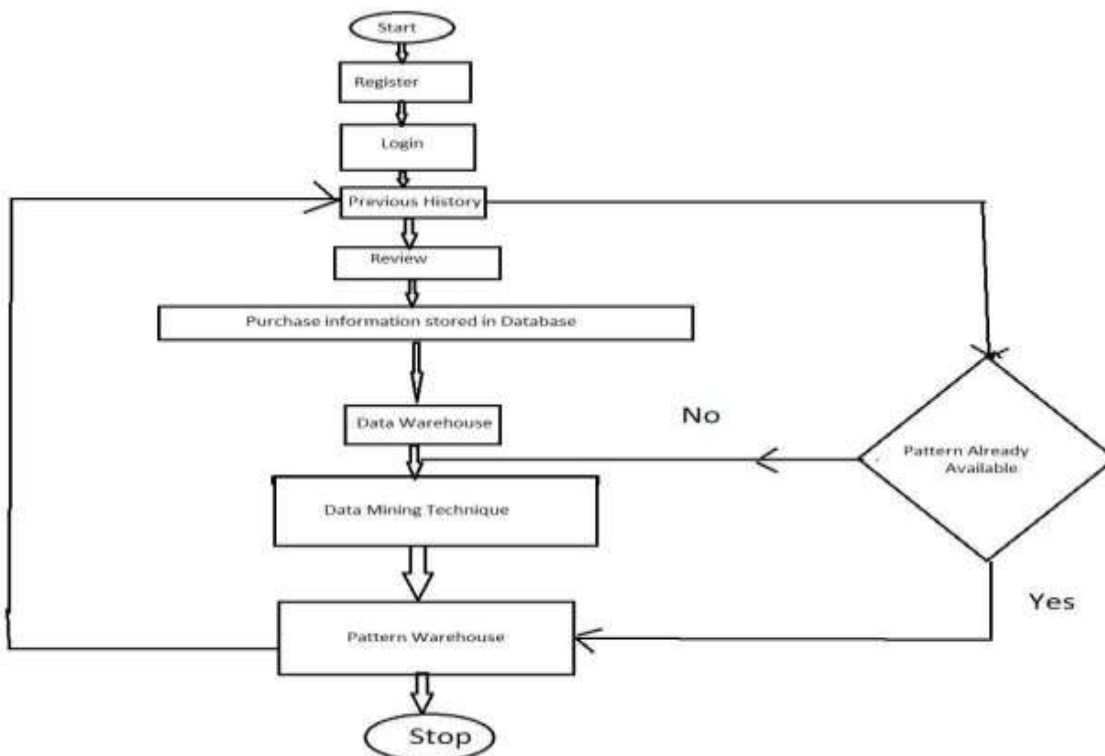 Start
Register
Login
Previous History
Review
Purchase information stored in Database
Data Warehouse
No
Pattern Already
Available
Data Mining Technique
Yes
Pattern Warehouse
Stop